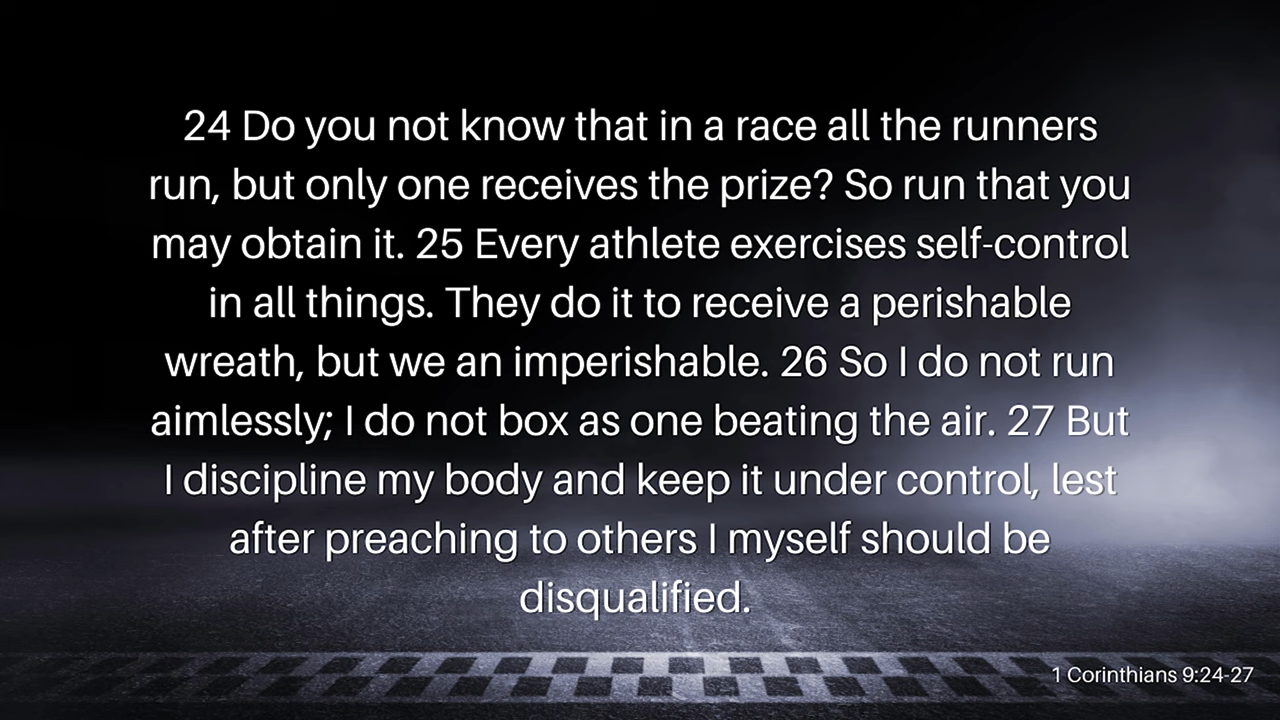 24 Do you not know that in a race all the runners
run, but only one receives the prize? So run that you
may obtain it. 25 Every athlete exercises self-control
in all things. They do it to receive a perishable
wreath, but we an imperishable. 26 So I do not run
aimlessly; I do not box as one beating the air. 27 But
I discipline my body and keep it under control, lest
after preaching to others I myself should be
disqualified.
1 Corinthians 9:24-27